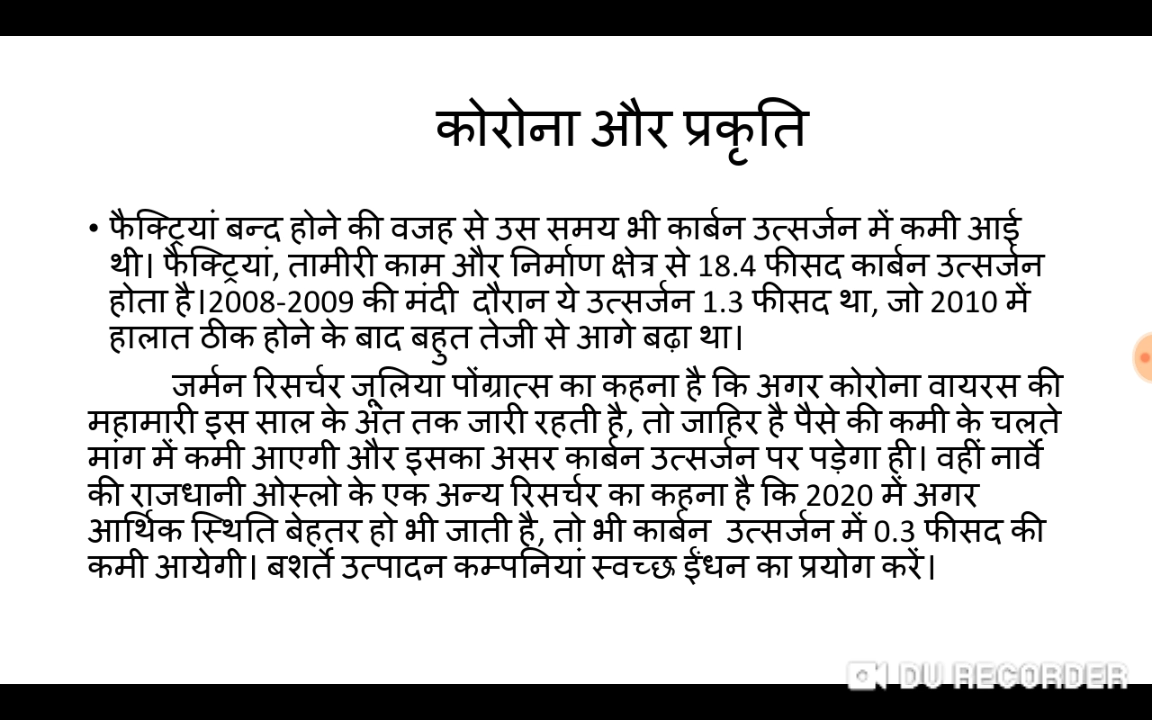 कोरोना और प्रकृति
• फैक्ट्रियां बन्द होने की वजह से उस समय भी कार्बन उत्सर्जन में कमी आई
थी। फैक्ट्रियां, तामीरी काम और निर्माण क्षेत्र से 18.4 फीसद कार्बन उत्सर्जन
होता है।2008-2009 की मंदी दौरान ये उत्सर्जन 1.3 फीसद था, जो 2010 में
हालात ठीक होने के बाद बहुत तेजी से आगे बढ़ा था।
जर्मन रिसर्चर जूलिया पोंग्रात्स का कहना है कि अगर कोरोना वायरस की
महामारी इस साल के अंत तक जारी रहती है, तो जाहिर है पैसे की कमी के चलते
मांग में कमी आएगी और इसका असर कार्बन उत्सर्जन पर पड़ेगा ही। वहीं नार्वे
की राजधानी ओस्लो के एक अन्य रिसर्चर का कहना है कि 2020 में अगर
आर्थिक स्थिति बेहतर हो भी जाती है, तो भी कार्बन उत्सर्जन में 0.3 फीसद की
कमी आयेगी। बशर्ते उत्पादन कम्पनियां स्वच्छ ईंधन का प्रयोग करें।
DU RECORDER